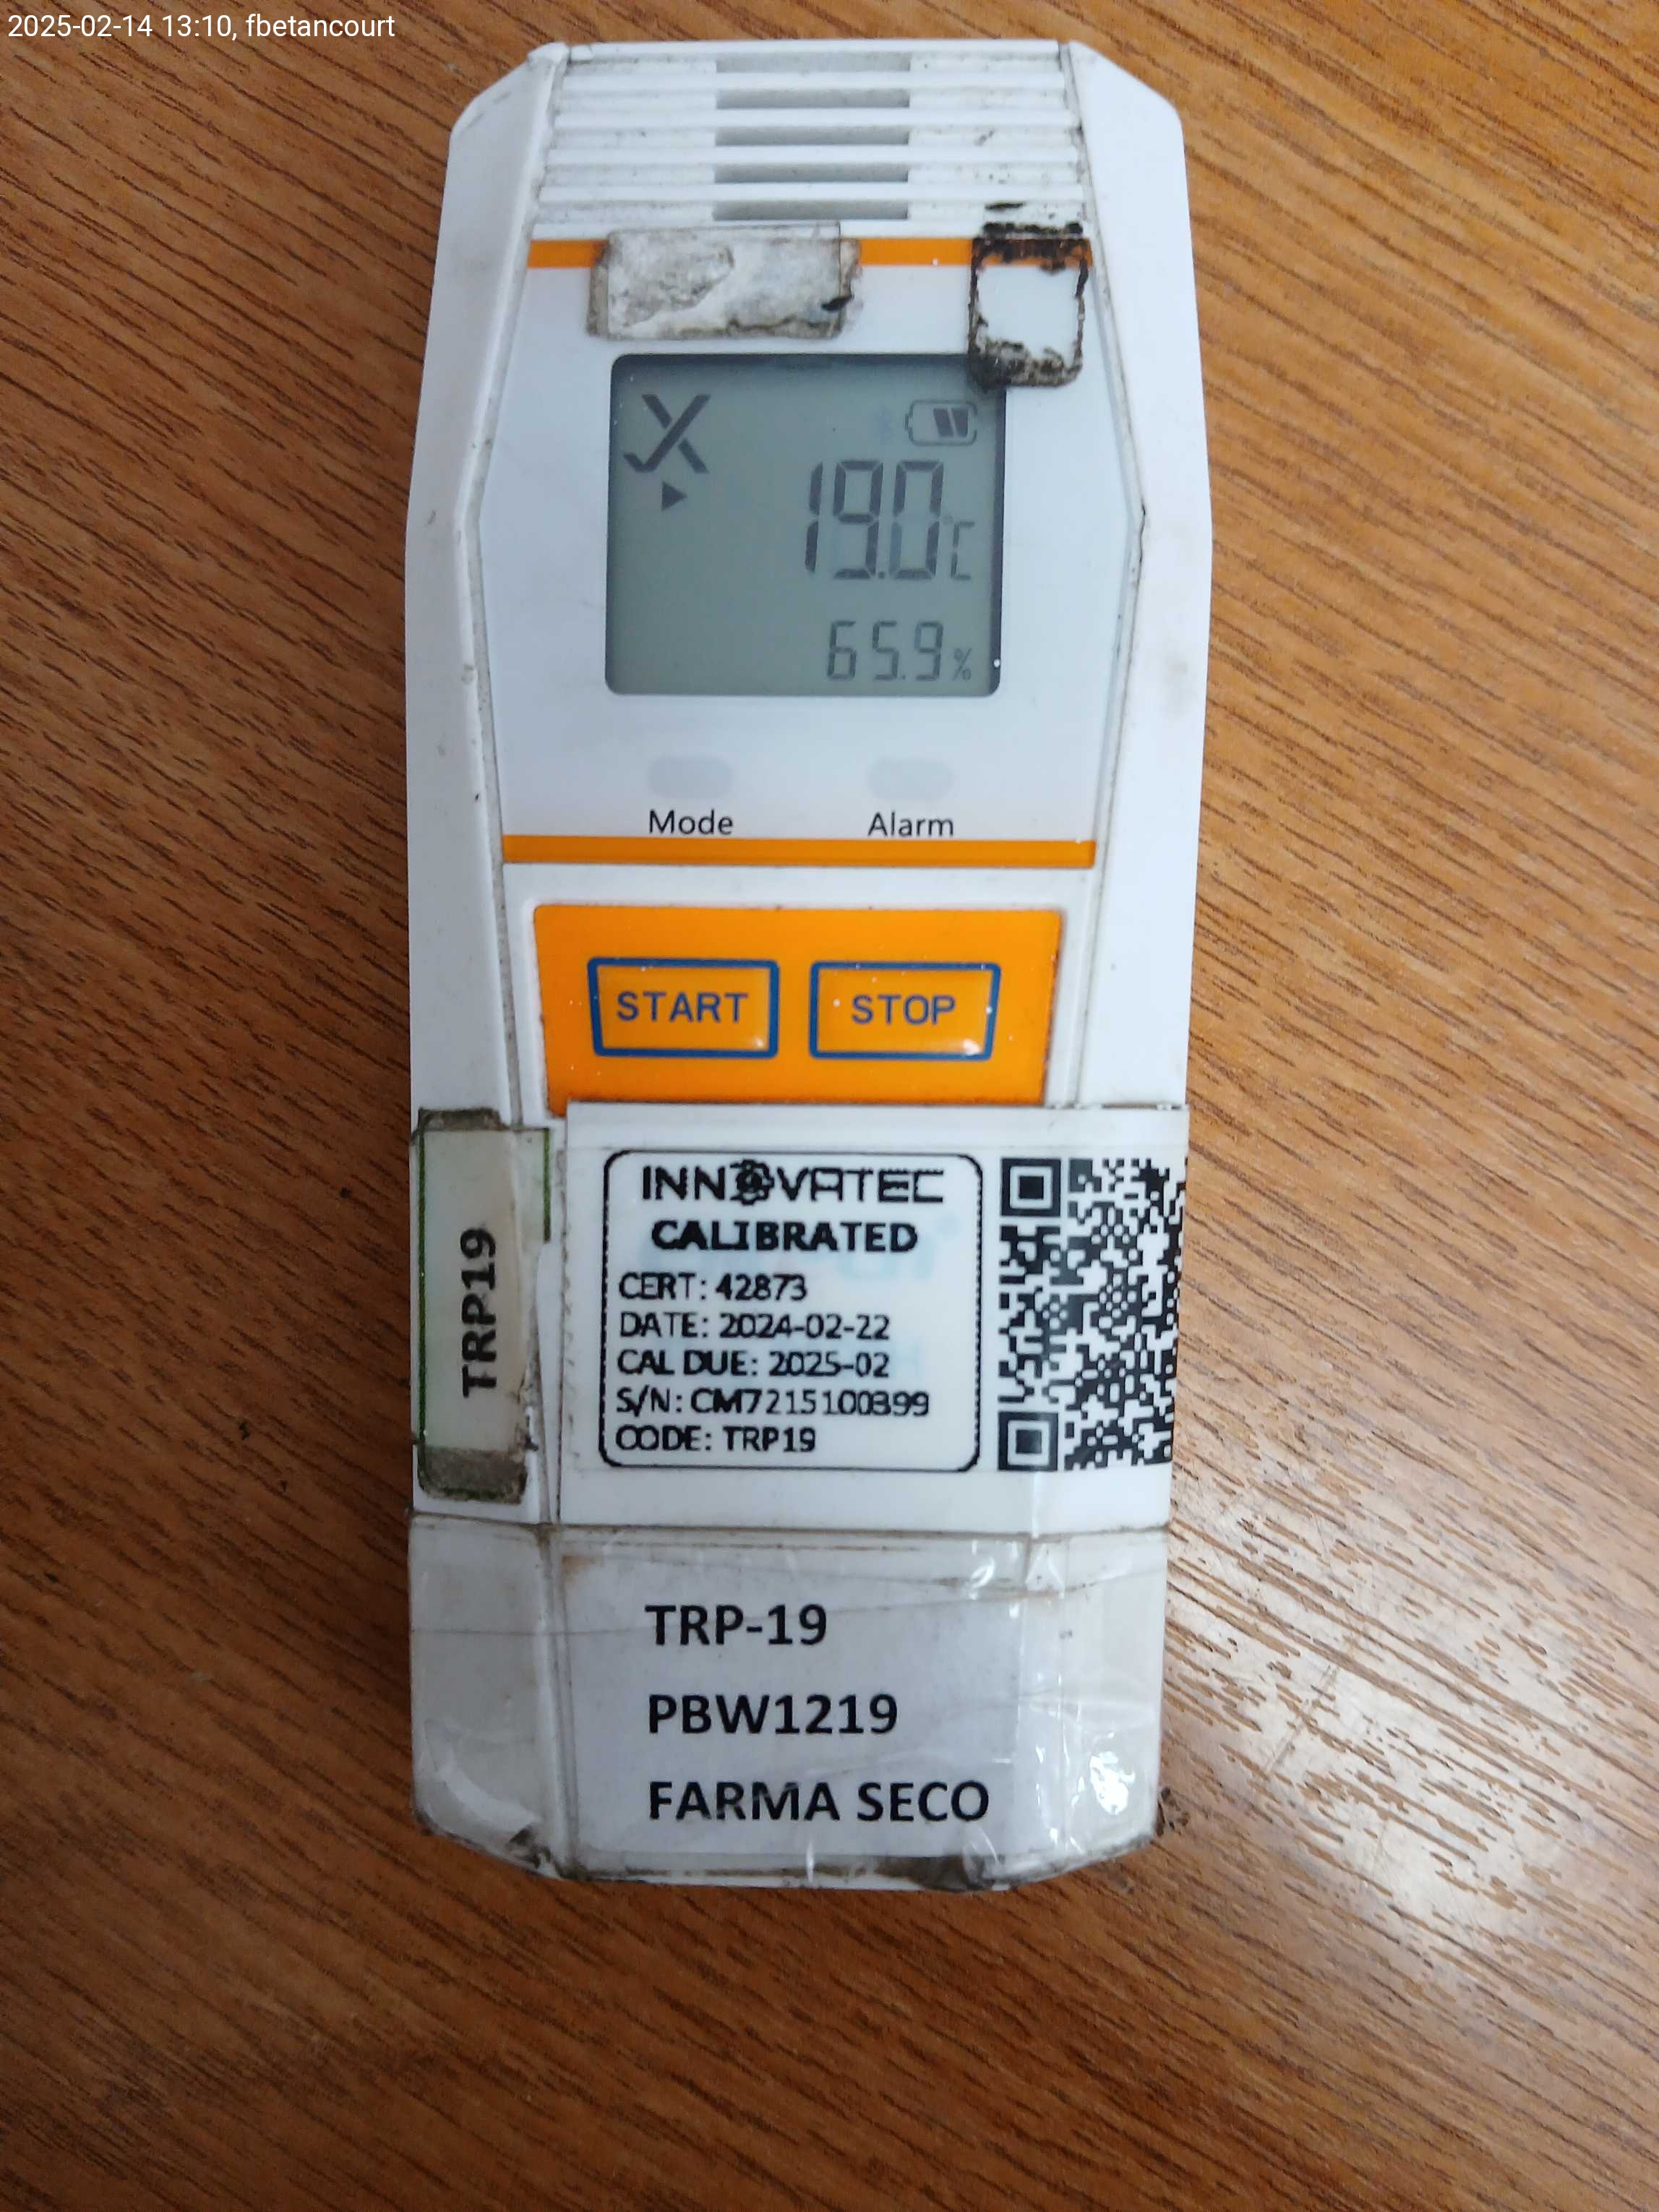 2025-02-14 13:10, fbetancourt
19.0°C
65.9%
Mode Alarm
START STOP
TRP19
INNOVATEC
CALIBRATED
CERT: 42873
DATE: 2024-02-22
CAL DUE: 2025-02
S/N: CM7215100399
CODE: TRP19
TRP-19
PBW1219
FARMA SECO